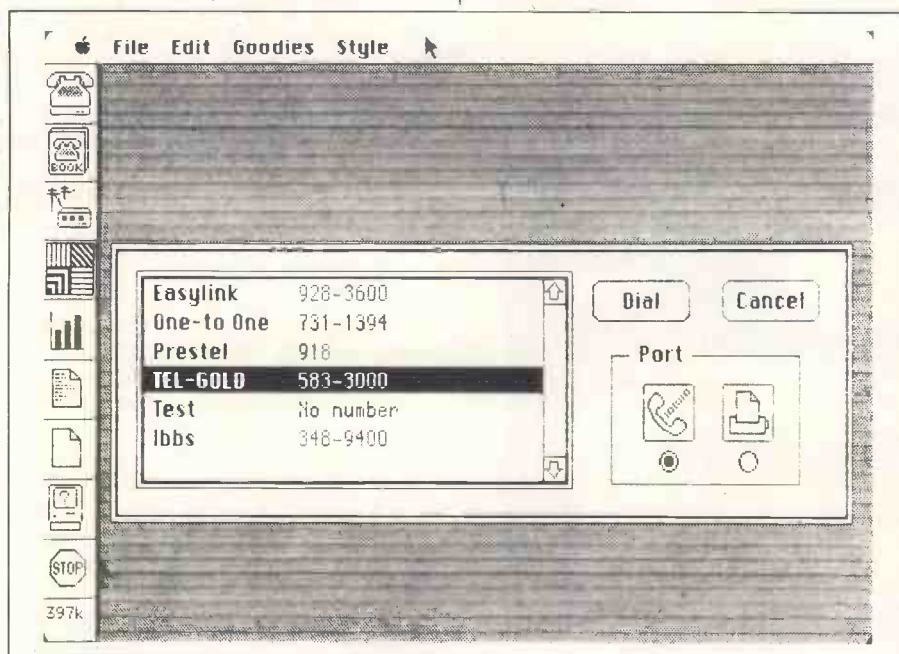 File Edit Goodies Style
BOOK
Easylink 928-3600
One-to One 731-1394
Prestel 918
TEL-GOLD 583-3000
Test No number
lbbs 348-9400
Dial Cancel
Port
STOP
397k